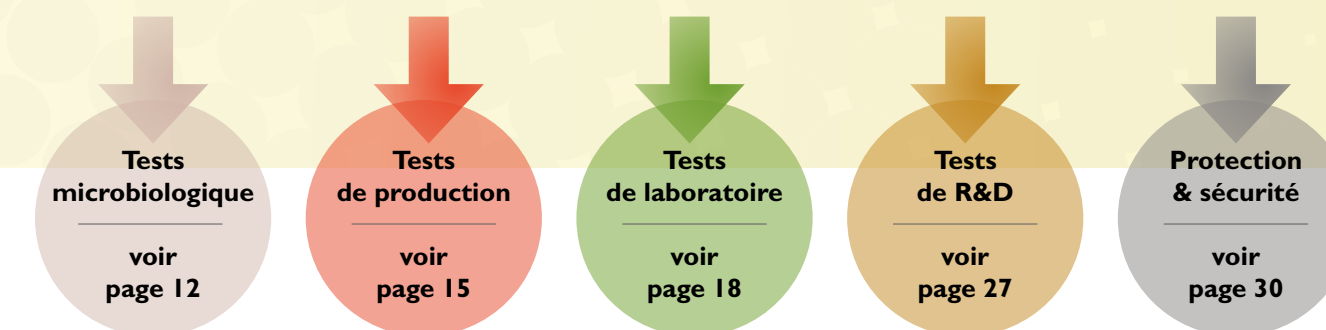 Tests
microbiologique
voir
page 12
Tests
de production
voir
page 15
Tests
de laboratoire
voir
page 18
Tests
de R&D
voir
page 27
Protection
& sécurité
voir
page 30